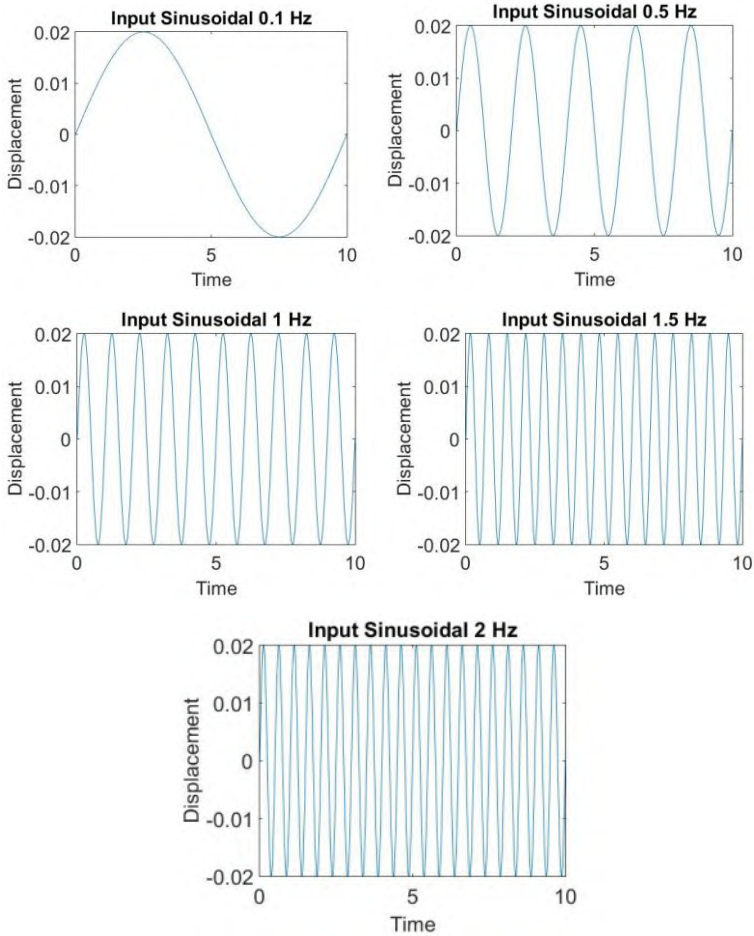 Input Sinusoidal 0.1 Hz
0.02
0.01
0
-0.01
-0.02
Displacement
0 5 10
Time
Input Sinusoidal 0.5 Hz
0.02
0.01
0
-0.01
-0.02
Displacement
0 5 10
Time
Input Sinusoidal 1 Hz
0.02
0.01
0
-0.01
-0.02
Displacement
0 5 10
Time
Input Sinusoidal 1.5 Hz
0.02
0.01
0
-0.01
-0.02
Displacement
0 5 10
Time
Input Sinusoidal 2 Hz
0.02
0.01
0
-0.01
-0.02
Displacement
0 5 10
Time